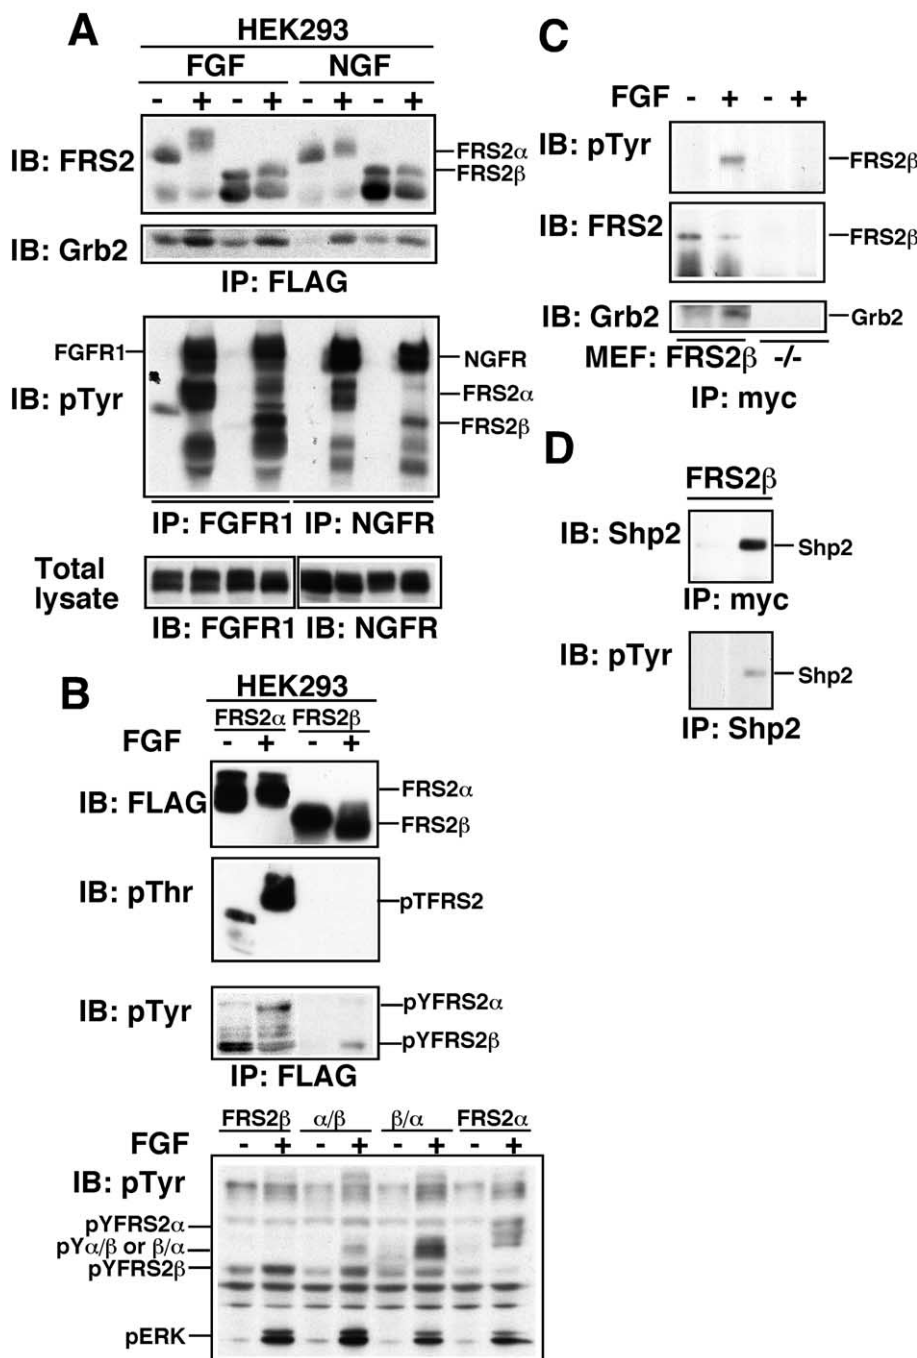 A
HEK293
FGF NGF
- + - + - + - +
IB: FRS2
FRS2α
FRS2β
IB: Grb2
IP: FLAG
FGFR1
NGFR
IB: pTyr
FRS2α
FRS2β
IP: FGFR1 IP: NGFR
Total
lysate
IB: FGFR1 IB: NGFR
B
HEK293
FRS2α FRS2β
FGF - + - +
IB: FLAG
FRS2α
FRS2β
IB: pThr
pTFRS2
IB: pTyr
pYFRS2α
pYFRS2β
IP: FLAG
FRS2β α/β β/α FRS2α
FGF - + - + - + - +
IB: pTyr
pYFRS2α
pYα/β or β/α
pYFRS2β
pERK
C
FGF - + - +
IB: pTyr
FRS2β
IB: FRS2
FRS2β
IB: Grb2
Grb2
MEF: FRS2β -/-
IP: myc
D
FRS2β
IB: Shp2
Shp2
IP: myc
IB: pTyr
Shp2
IP: Shp2